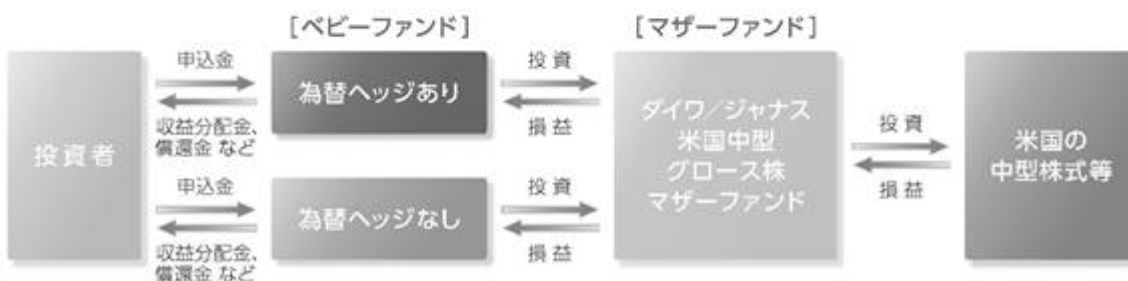 [ベビーファンド]
[マザーファンド]
投資者
申込金
収益分配金、
償還金 など
為替ヘッジあり
投資
損益
申込金
収益分配金、
償還金 など
為替ヘッジなし
投資
損益
ダイワ／ジャナス
米国中型
グロース株
マザーファンド
投資
損益
米国の
中型株式等